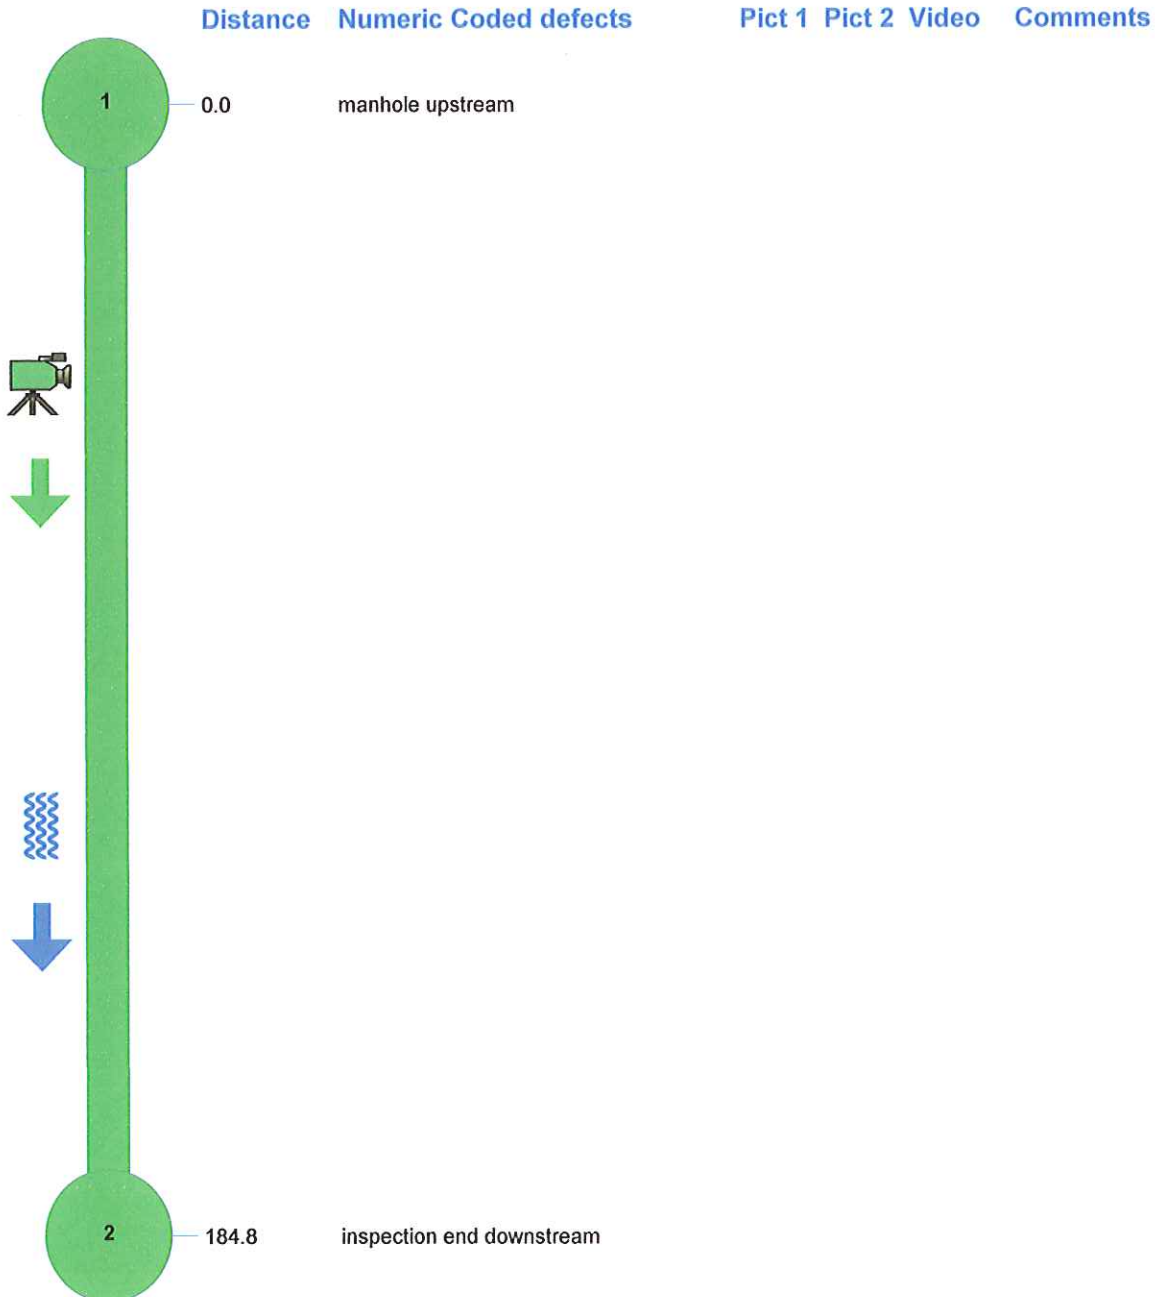 Distance Numeric Coded defects Pict 1 Pict 2 Video Comments
1 0.0 manhole upstream
2 184.8 inspection end downstream